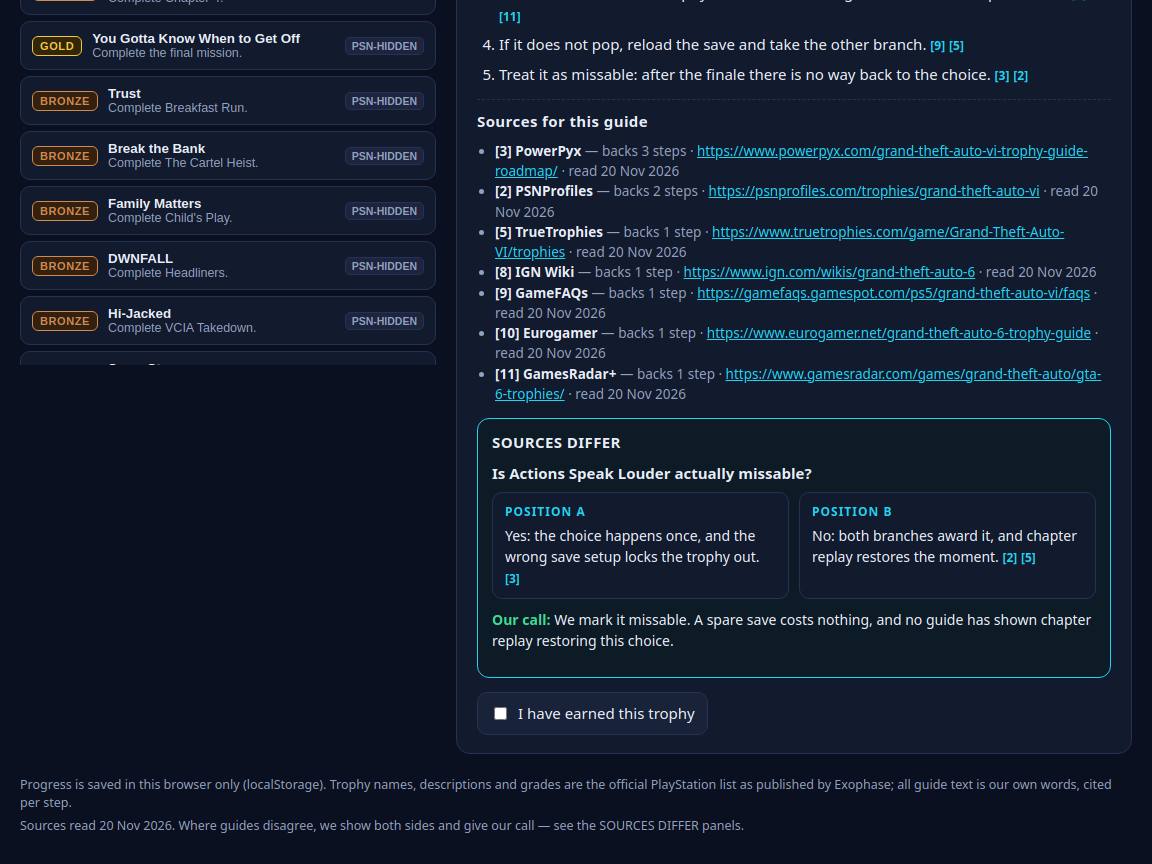 GOLD
You Gotta Know When to Get Off
Complete the final mission.
PSN-HIDDEN
BRONZE
Trust
Complete Breakfast Run.
PSN-HIDDEN
BRONZE
Break the Bank
Complete The Cartel Heist.
PSN-HIDDEN
BRONZE
Family Matters
Complete Child's Play.
PSN-HIDDEN
BRONZE
DWNFALL
Complete Headliners.
PSN-HIDDEN
BRONZE
Hi-Jacked
Complete VCIA Takedown.
PSN-HIDDEN
[11]
4. If it does not pop, reload the save and take the other branch. [9] [5]
5. Treat it as missable: after the finale there is no way back to the choice. [3] [2]
Sources for this guide
• [3] PowerPyx — backs 3 steps · https://www.powerpyx.com/grand-theft-auto-vi-trophy-guide-
roadmap/ · read 20 Nov 2026
• [2] PSNProfiles — backs 2 steps · https://psnprofiles.com/trophies/grand-theft-auto-vi · read 20
Nov 2026
• [5] TrueTrophies — backs 1 step · https://www.truetrophies.com/game/Grand-Theft-Auto-
VI/trophies · read 20 Nov 2026
• [8] IGN Wiki — backs 1 step · https://www.ign.com/wikis/grand-theft-auto-6 · read 20 Nov 2026
• [9] GameFAQs — backs 1 step · https://gamefaqs.gamespot.com/ps5/grand-theft-auto-vi/faqs ·
read 20 Nov 2026
• [10] Eurogamer — backs 1 step · https://www.eurogamer.net/grand-theft-auto-6-trophy-guide ·
read 20 Nov 2026
• [11] GamesRadar+ — backs 1 step · https://www.gamesradar.com/games/grand-theft-auto/gta-
6-trophies/ · read 20 Nov 2026
SOURCES DIFFER
Is Actions Speak Louder actually missable?
POSITION A
Yes: the choice happens once, and the
wrong save setup locks the trophy out.
[3]
POSITION B
No: both branches award it, and chapter
replay restores the moment. [2] [5]
Our call: We mark it missable. A spare save costs nothing, and no guide has shown chapter
replay restoring this choice.
I have earned this trophy
Progress is saved in this browser only (localStorage). Trophy names, descriptions and grades are the official PlayStation list as published by Exophase; all guide text is our own words, cited
per step.
Sources read 20 Nov 2026. Where guides disagree, we show both sides and give our call — see the SOURCES DIFFER panels.